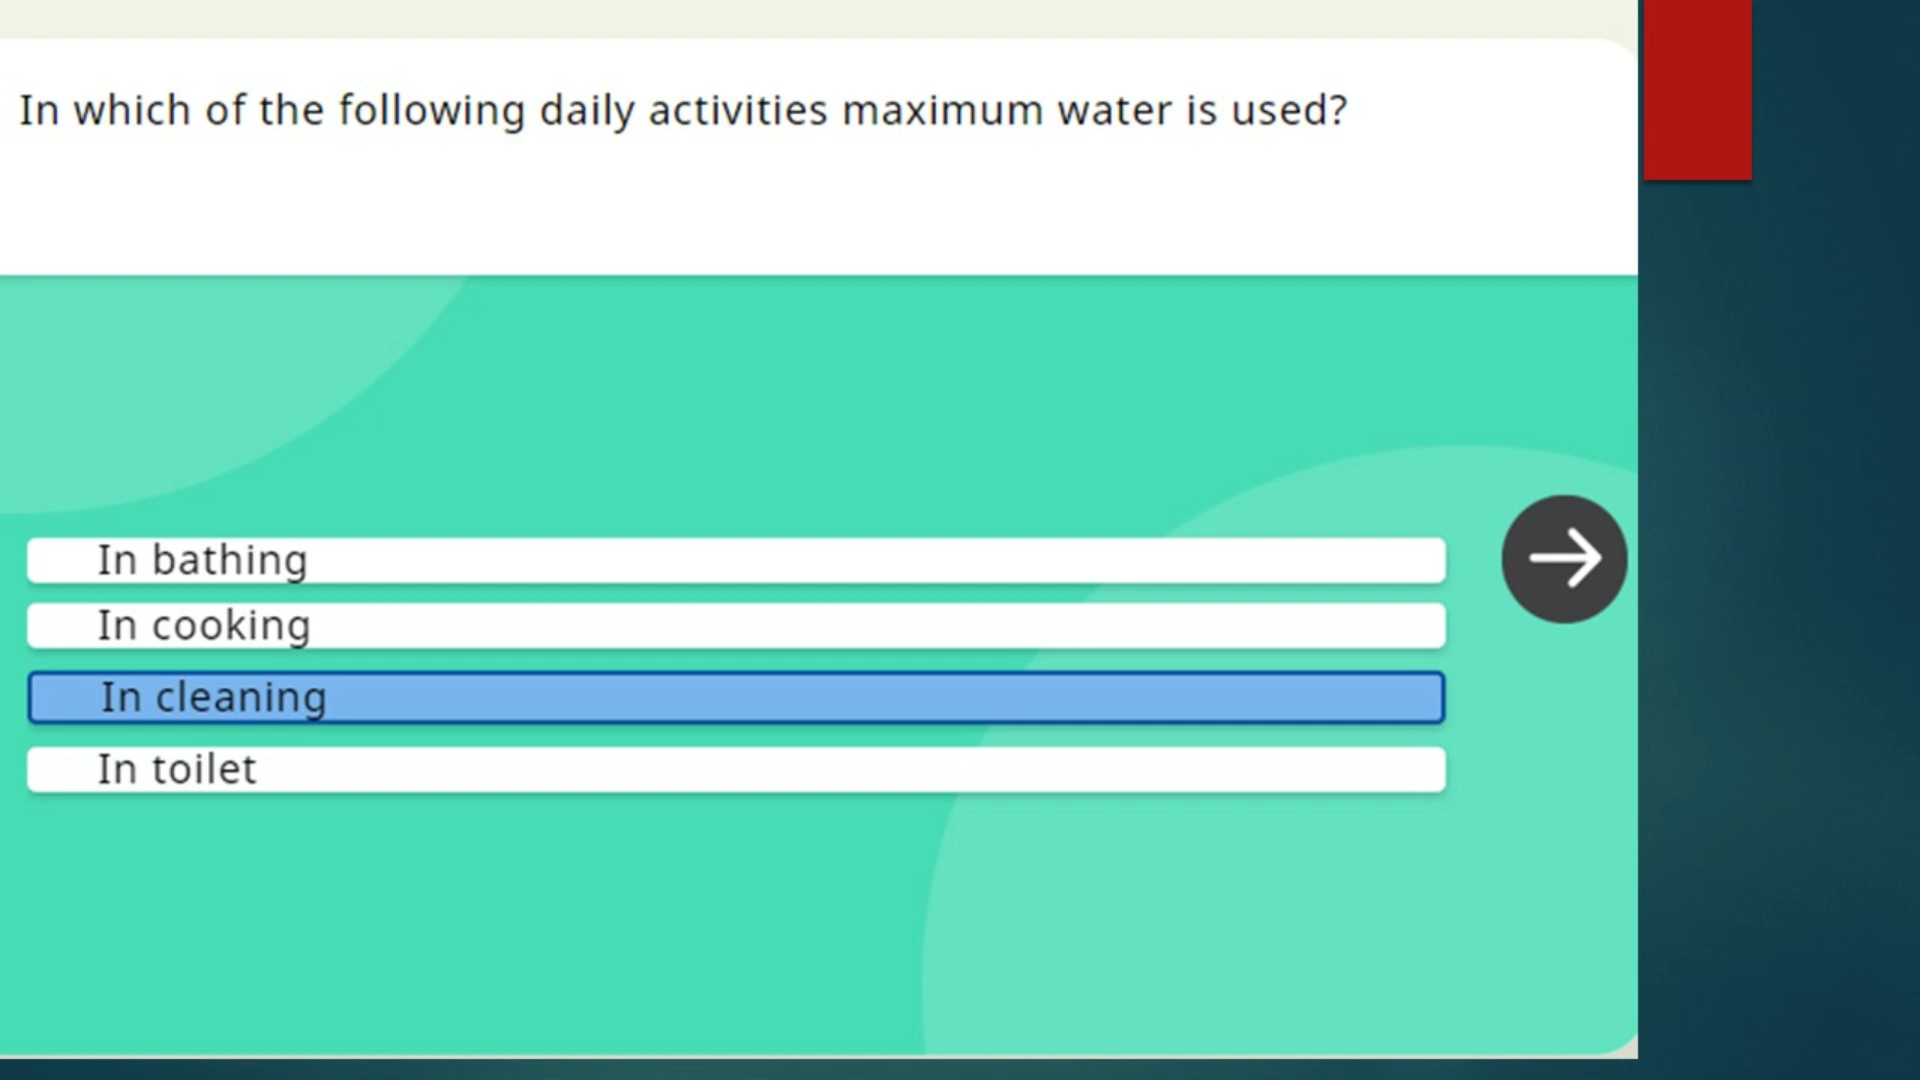 In which of the following daily activities maximum water is used?
In bathing
In cooking
In cleaning
In toilet